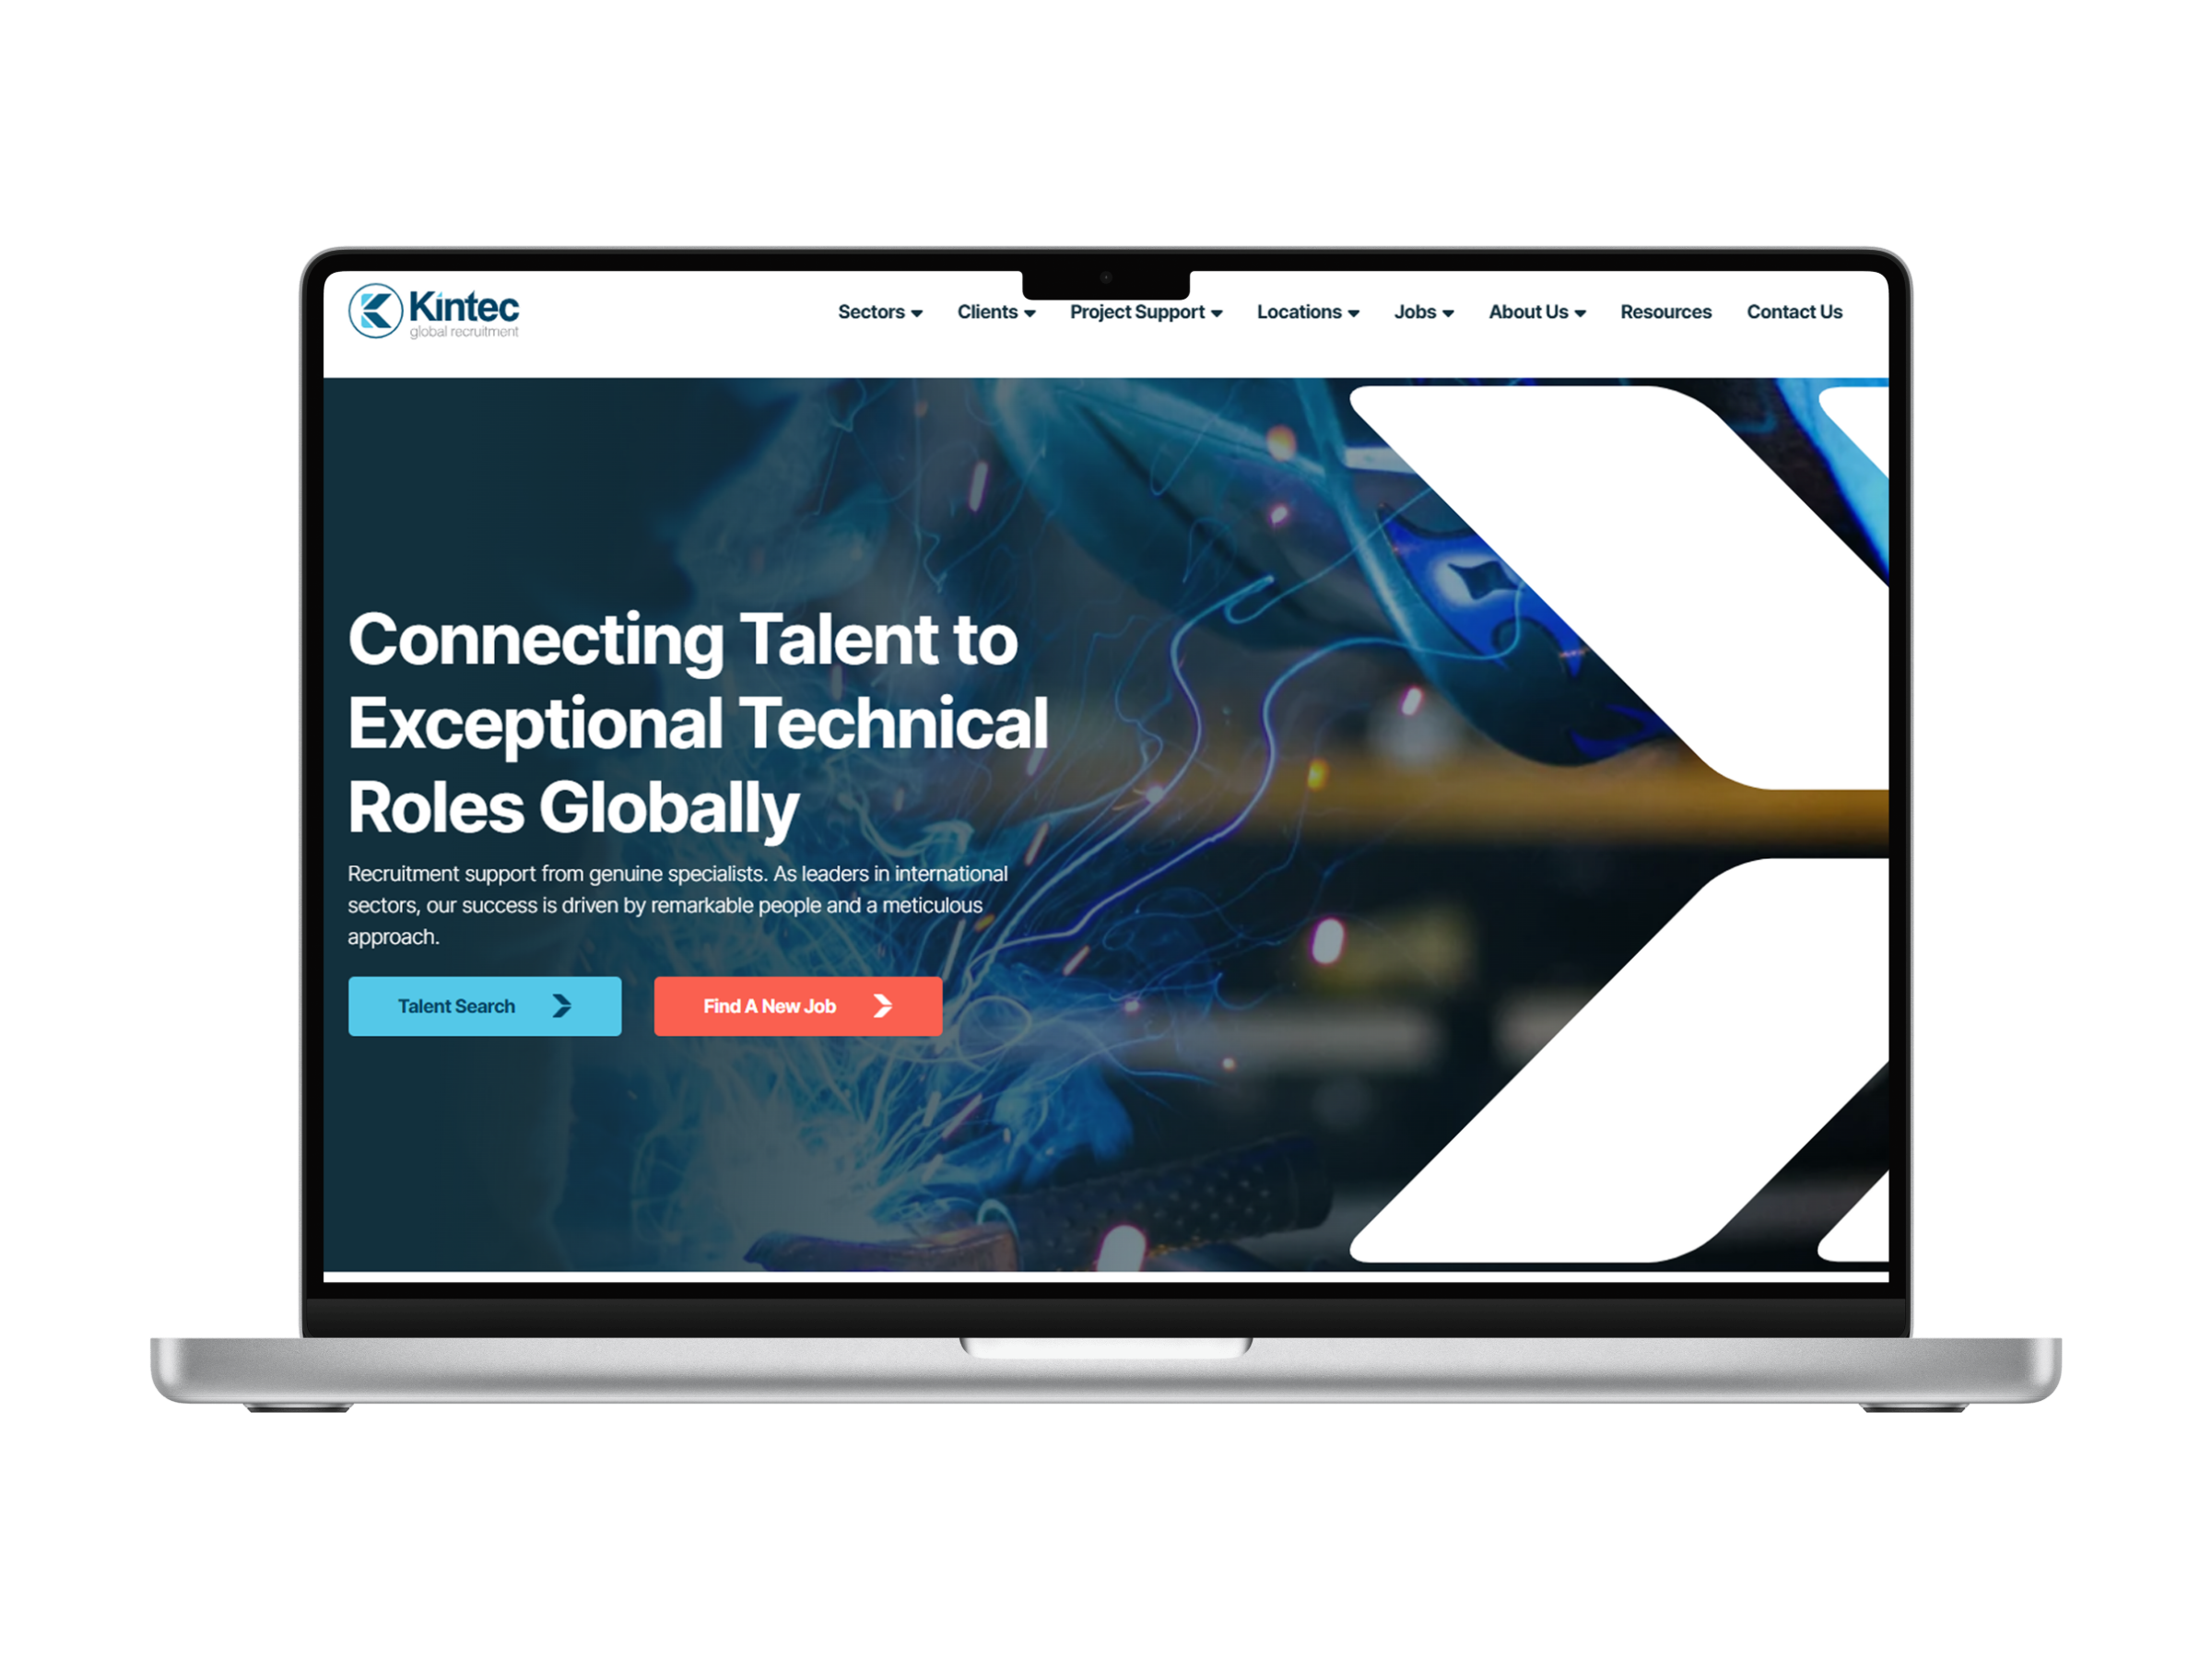 Kintec
global recruitment
Sectors Clients Project Support Locations Jobs About Us Resources Contact Us
Connecting Talent to
Exceptional Technical
Roles Globally
Recruitment support from genuine specialists. As leaders in international
sectors, our success is driven by remarkable people and a meticulous
approach.
Talent Search
Find A New Job